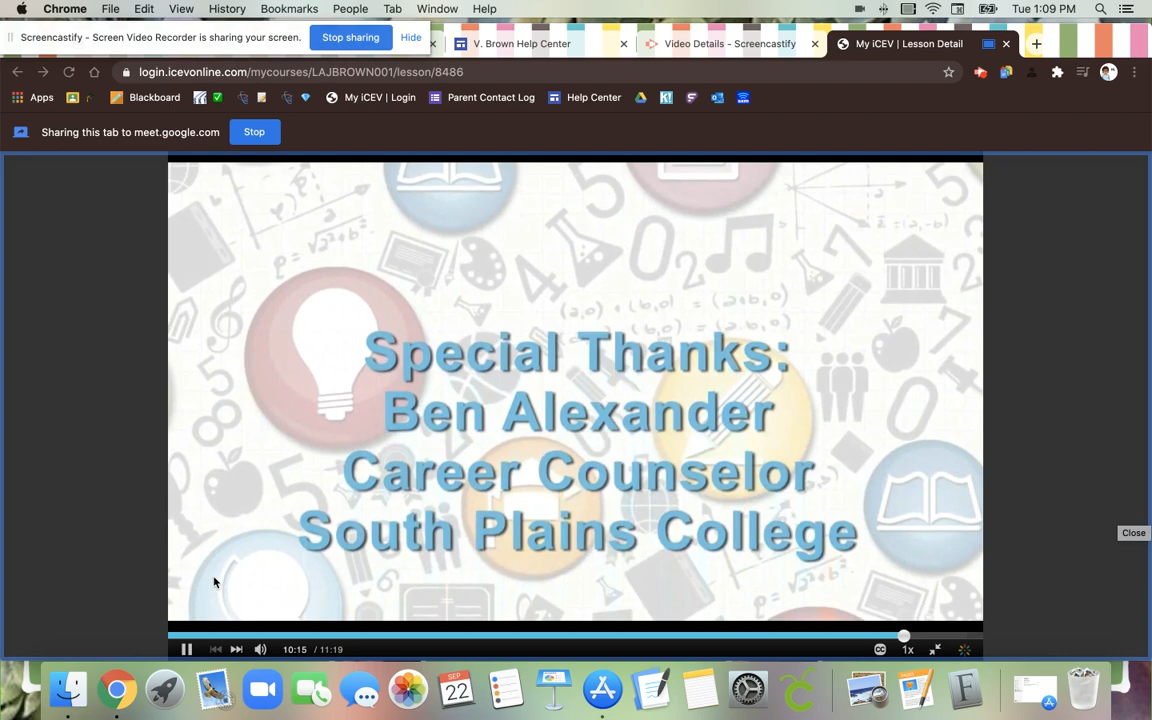 Chrome File Edit View History Bookmarks People Tab Window Help Tue 1:09 PM
Screencastify - Screen Video Recorder is sharing your screen. Stop sharing Hide V. Brown Help Center Video Details - Screencastify My iCEV | Lesson Detail
login.icevonline.com/mycourses/LAJBROWN001/lesson/8486
Apps Blackboard My iCEV | Login Parent Contact Log Help Center
Sharing this tab to meet.google.com Stop
Special Thanks:
Ben Alexander
Career Counselor
South Plains College
Close
10:15 / 11:19 CC 1x
SEP
22